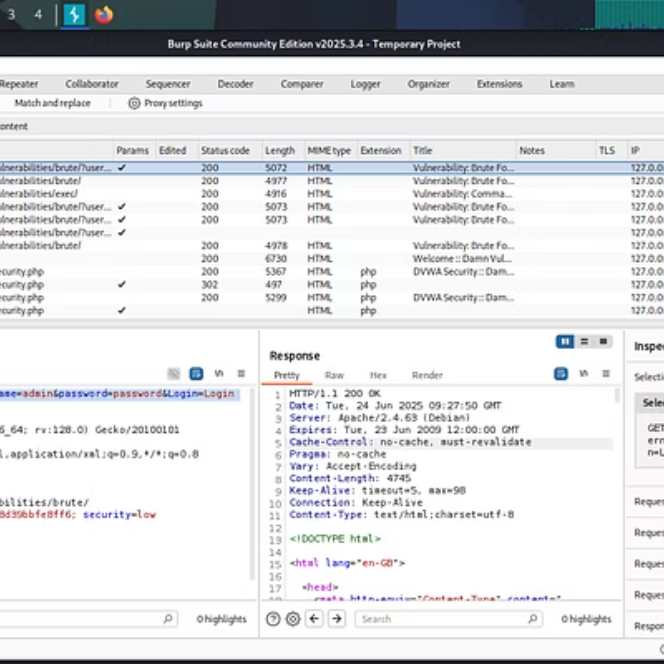 3 4
Burp Suite Community Edition v2025.3.4 - Temporary Project
Repeater Collaborator Sequencer Decoder Comparer Logger Organizer Extensions Learn
Match and replace Proxy settings
ontent
Params Edited Status code Length MIME type Extension Title Notes TLS IP
ulnerabilities/brute/?user... ✓ 200 5072 HTML Vulnerability: Brute Fo... 127.0.0
ulnerabilities/brute/ 200 4977 HTML Vulnerability: Brute Fo... 127.0.0
ulnerabilities/exec/ 200 4916 HTML Vulnerability: Comma... 127.0.0
ulnerabilities/brute/?user... ✓ 200 5073 HTML Vulnerability: Brute Fo... 127.0.0
ulnerabilities/brute/?user... ✓ 200 5073 HTML Vulnerability: Brute Fo... 127.0.0
ulnerabilities/brute/?user... ✓ 127.0.0
ulnerabilities/brute/ 200 4978 HTML Vulnerability: Brute Fo... 127.0.0
200 6730 HTML Welcome :: Damn Vul... 127.0.0
ecurity.php 200 5367 HTML php DVWA Security :: Dam... 127.0.0
ecurity.php ✓ 302 497 HTML php 127.0.0
ecurity.php 200 5299 HTML php DVWA Security :: Dam... 127.0.0
ecurity.php ✓ HTML php 127.0.0
Response
Pretty Raw Hex Render
1 HTTP/1.1 200 OK
2 Date: Tue, 24 Jun 2025 09:27:50 GMT
3 Server: Apache/2.4.63 (Debian)
4 Expires: Tue, 23 Jun 2009 12:00:00 GMT
5 Cache-Control: no-cache, must-revalidate
6 Pragma: no-cache
7 Vary: Accept-Encoding
8 Content-Length: 4745
9 Keep-Alive: timeout=5, max=98
10 Connection: Keep-Alive
11 Content-Type: text/html;charset=utf-8
12
13 <!DOCTYPE html>
14
15 <html lang="en-GB">
16
17 <head>
18 <meta http-equiv="Content-Type" content="
ame=admin&password=password&Login=Login
6_64; rv:128.0) Gecko/20100101
l,application/xml;q=0.9,*/*;q=0.8
bilities/brute/
8d39bbfe8ff6; security=low
0 highlights
Search
0 highlights
Inspec
Selectio
Selec
GET
ern
n=L
Reques
Reques
Reques
Reques
Respon